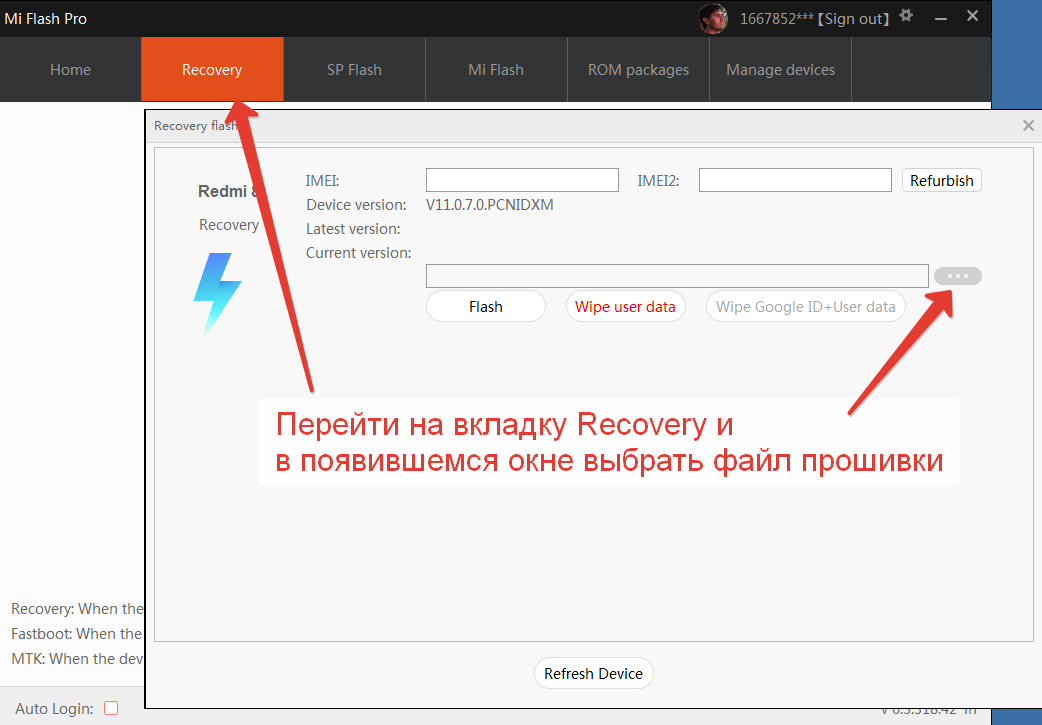 Mi Flash Pro
1667852***【Sign out】
Home
Recovery
SP Flash
Mi Flash
ROM packages
Manage devices
Recovery flash
Redmi
Recovery
IMEI:
IMEI2:
Refurbish
Device version: V11.0.7.0.PCNIDXM
Latest version:
Current version:
Flash
Wipe user data
Wipe Google ID+User data
Перейти на вкладку Recovery и
в появившемся окне выбрать файл прошивки
Recovery: When the
Fastboot: When the
MTK: When the dev
Refresh Device
Auto Login: